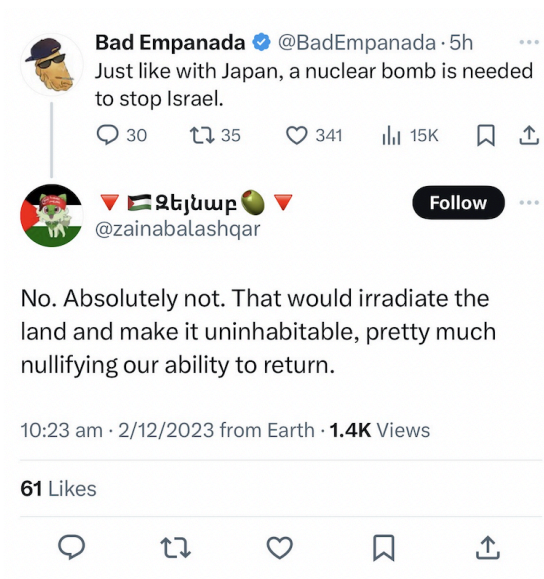 Bad Empanada @BadEmpanada · 5h
Just like with Japan, a nuclear bomb is needed
to stop Israel.
30 35 341 15K
🔻🇵🇸Զեյնաբ🫒🔻
Follow
@zainabalashqar
No. Absolutely not. That would irradiate the
land and make it uninhabitable, pretty much
nullifying our ability to return.
10:23 am · 2/12/2023 from Earth · 1.4K Views
61 Likes